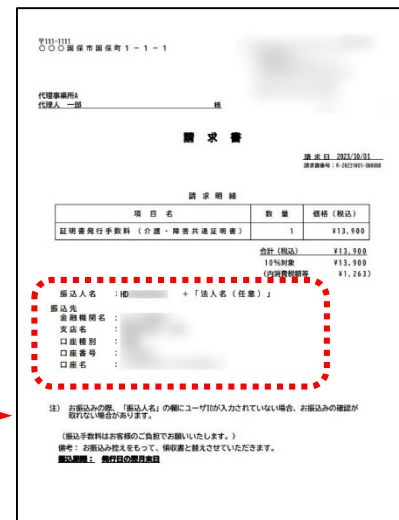 〒111-1111
〇〇〇国保市国保町1-1-1
代理事業所A
代理人 一郎 様
請 求 書
請 求 日 2023/10/01
請求書番号：K-20231001-000000
請 求 明 細
項 目 名 数 量 価格（税込）
証明書発行手数料（介護・障害共通証明書） 1 ¥13,900
合計（税込） ¥13,900
10%対象 ¥13,900
（内消費税額等 ¥1,263）
振込人名 ：HD ＋「法人名（任意）」
振込先
金融機関名：
支店名 ：
口座種別 ：
口座番号 ：
口座名 ：
注） お振込みの際、「振込人名」の欄にユーザIDが入力されていない場合、お振込みの確認が
取れない場合があります。
（振込手数料はお客様のご負担でお願いいたします。）
備考： お振込み控えをもって、領収書と替えさせていただきます。
振込期限： 発行日の翌月末日